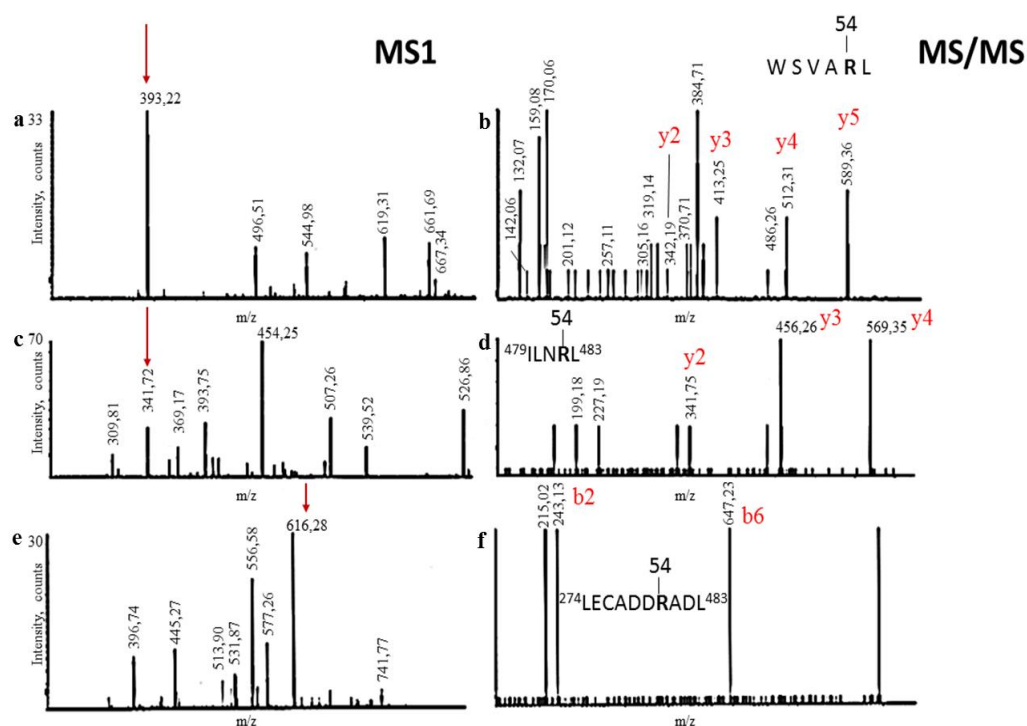 MS1
MS/MS
a
33
Intensity, counts
393,22
496,51
544,98
619,31
661,69
667,34
m/z
b
54
W S V A R L
142,06
132,07
159,08
170,06
201,12
257,11
305,16
319,14
y2
342,19
370,71
384,71
y3
413,25
486,26
y4
512,31
y5
589,36
m/z
c
70
Intensity, counts
309,81
341,72
369,17
393,75
454,25
507,26
539,52
526,86
m/z
d
54
479ILNRL483
199,18
227,19
y2
341,75
456,26 y3
569,35 y4
m/z
e
30
Intensity, counts
396,74
445,27
513,90
531,87
556,58
577,26
616,28
741,77
m/z
f
215,02
243,13 b2
647,23 b6
54
274LECADDRADL483
m/z